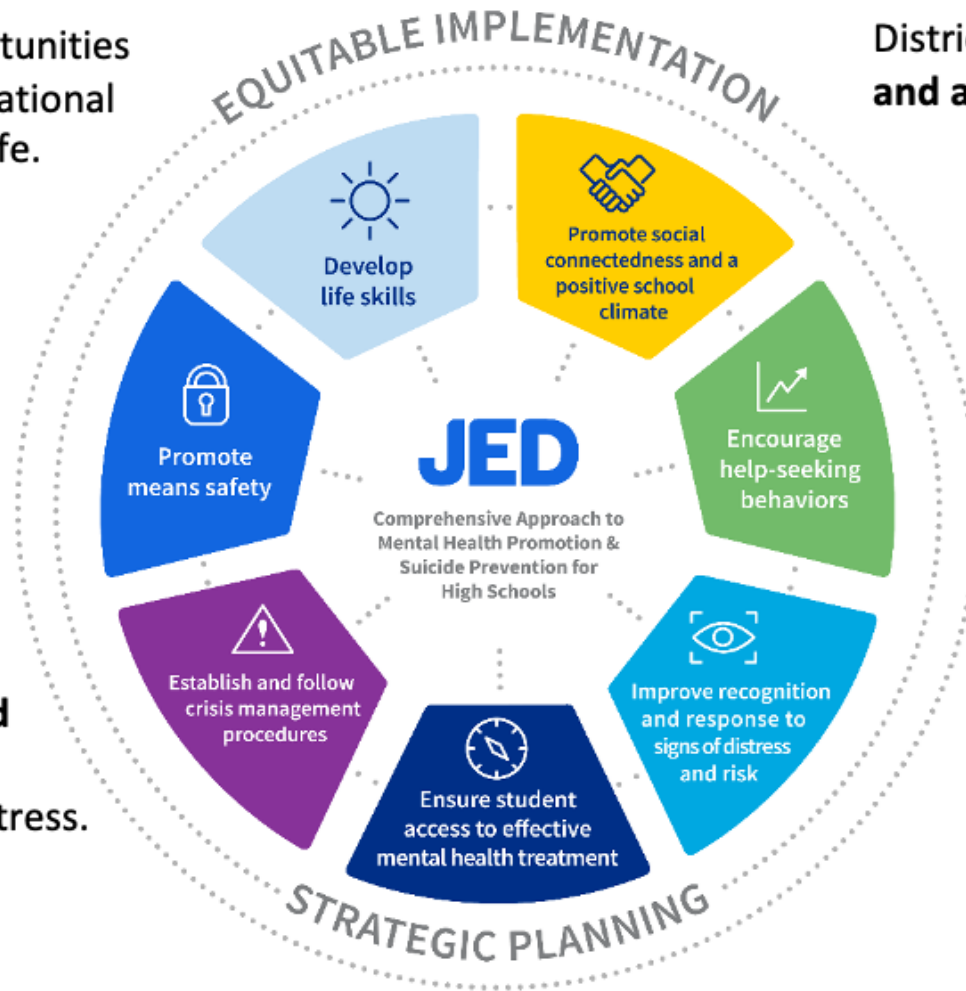 tunities
ational
fe.
Distri
and a
EQUITABLE IMPLEMENTATION
Develop
life skills
Promote social
connectedness and a
positive school
climate
Promote
means safety
Encourage
help-seeking
behaviors
JED
Comprehensive Approach to
Mental Health Promotion &
Suicide Prevention for
High Schools
Establish and follow
crisis management
procedures
Improve recognition
and response to
signs of distress
and risk
Ensure student
access to effective
mental health treatment
d
tress.
STRATEGIC PLANNING